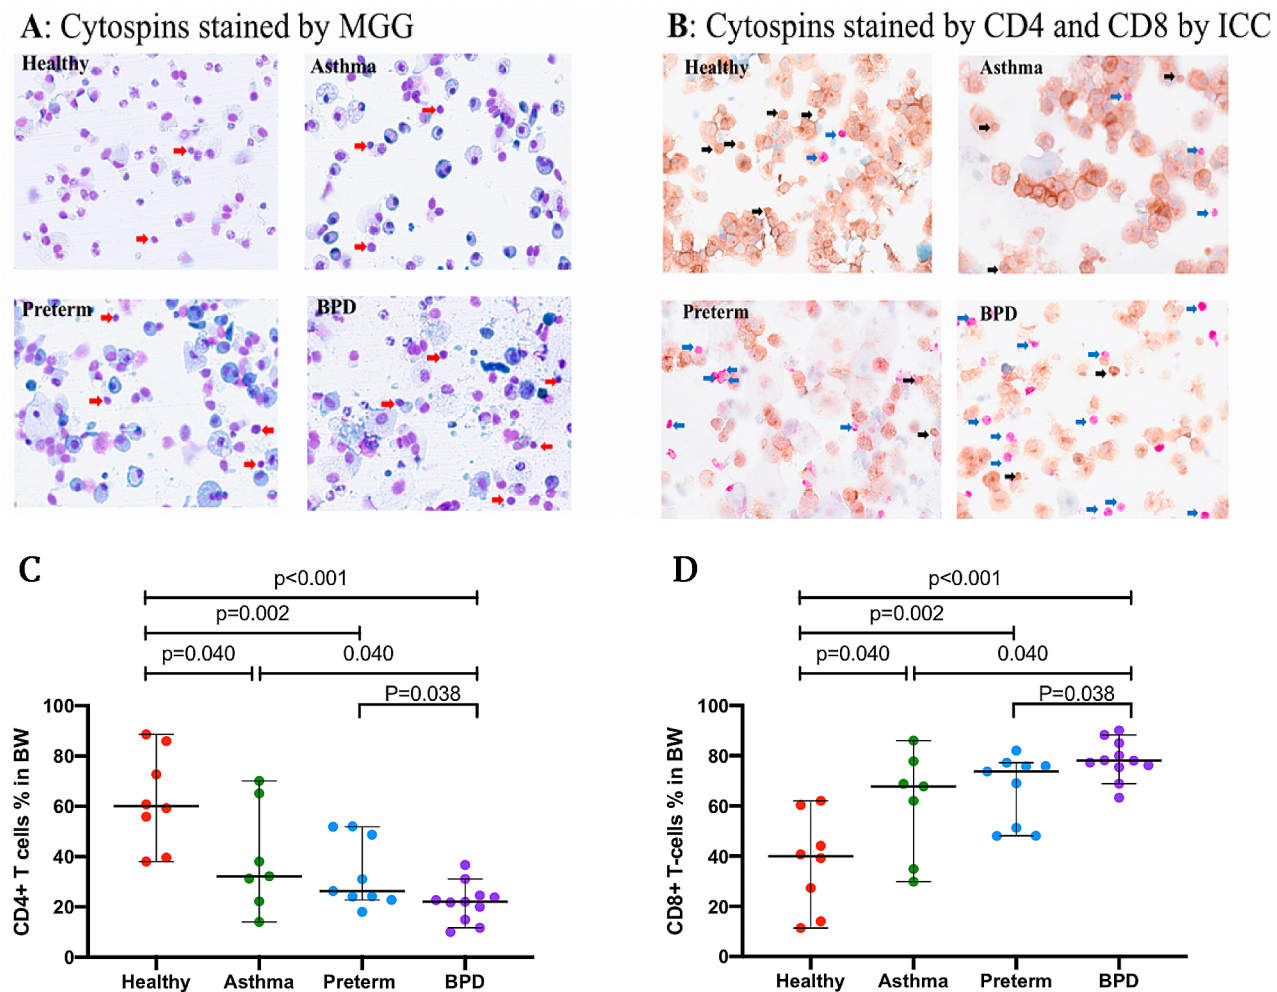 A: Cytospins stained by MGG
B: Cytospins stained by CD4 and CD8 by ICC
Healthy
Asthma
Healthy
Asthma
Preterm
BPD
Preterm
BPD
C
p<0.001
p=0.002
p=0.040
0.040
P=0.038
CD4+ T cells % in BW
100
80
60
40
20
0
Healthy
Asthma
Preterm
BPD
D
p<0.001
p=0.002
p=0.040
0.040
P=0.038
CD8+ T-cells % in BW
100
80
60
40
20
0
Healthy
Asthma
Preterm
BPD